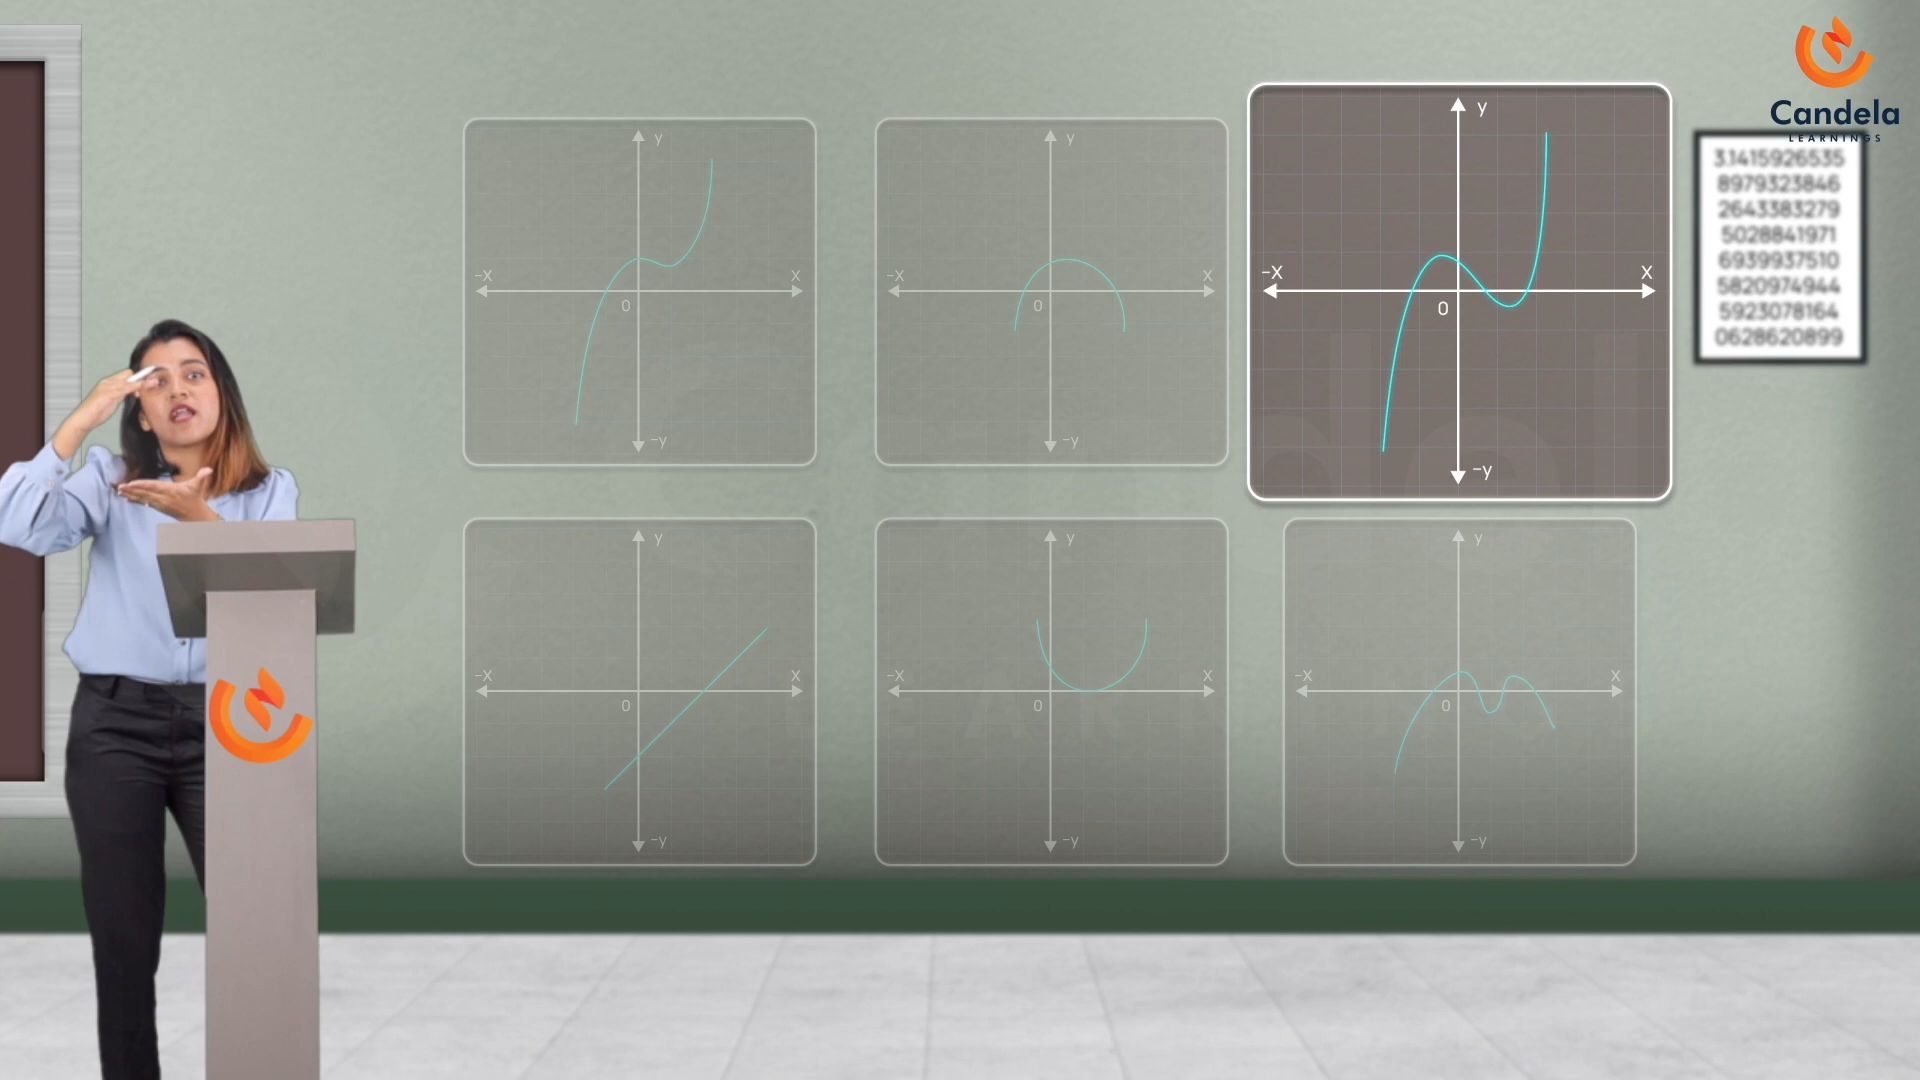 Candela
LEARNINGS
3.1415926535
8979323846
2643383279
5028841971
6939937510
5820974944
5923078164
0628620899
y
-X
X
0
-y
y
-X
X
0
-y
y
-X
X
0
-y
y
-X
X
0
-y
y
-X
X
0
-y
y
-X
X
0
-y